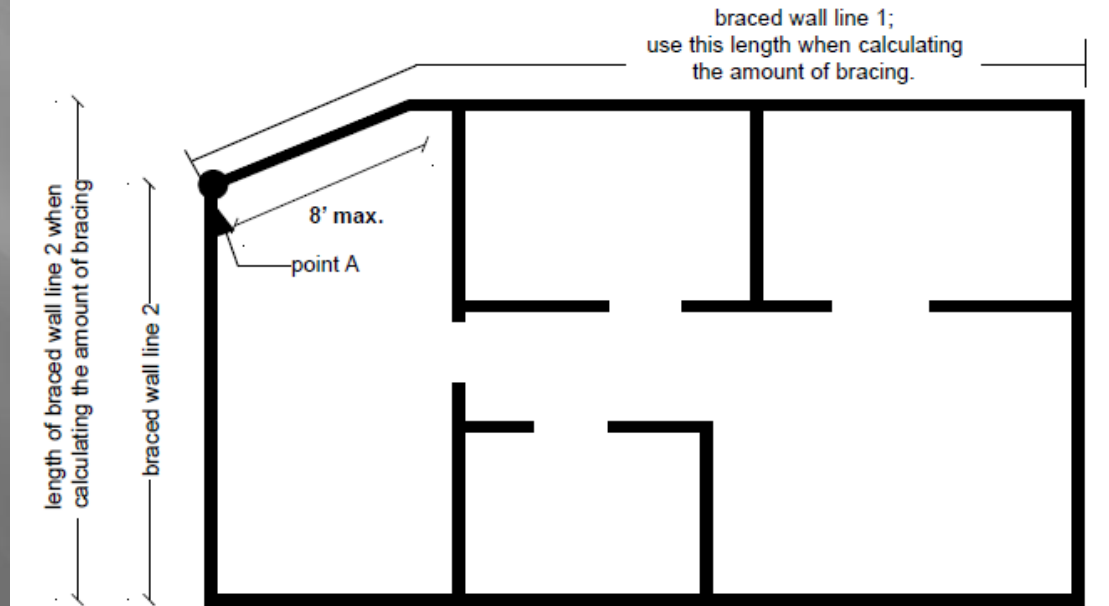 braced wall line 1;
use this length when calculating
the amount of bracing.
8' max.
point A
length of braced wall line 2 when
calculating the amount of bracing
braced wall line 2